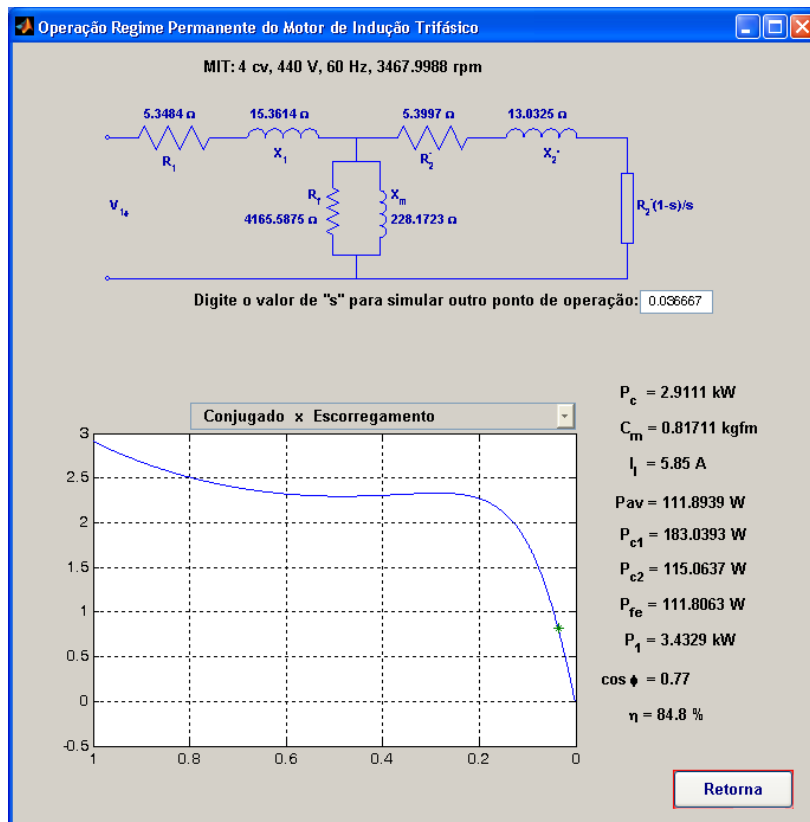 Operação Regime Permanente do Motor de Indução Trifásico
MIT: 4 cv, 440 V, 60 Hz, 3467.9988 rpm
5.3484 Ω
15.3614 Ω
5.3997 Ω
13.0325 Ω
R1
X1
R2'
X2'
V1ϕ
Rf
Xm
4165.5875 Ω
228.1723 Ω
R2'(1-s)/s
Digite o valor de "s" para simular outro ponto de operação: 0.036667
Conjugado x Escorregamento
3
2.5
2
1.5
1
0.5
0
-0.5
1 0.8 0.6 0.4 0.2 0
Pc = 2.9111 kW
Cm = 0.81711 kgfm
Il = 5.85 A
Pav = 111.8939 W
Pc1 = 183.0393 W
Pc2 = 115.0637 W
Pfe = 111.8063 W
P1 = 3.4329 kW
cos ϕ = 0.77
η = 84.8 %
Retorna